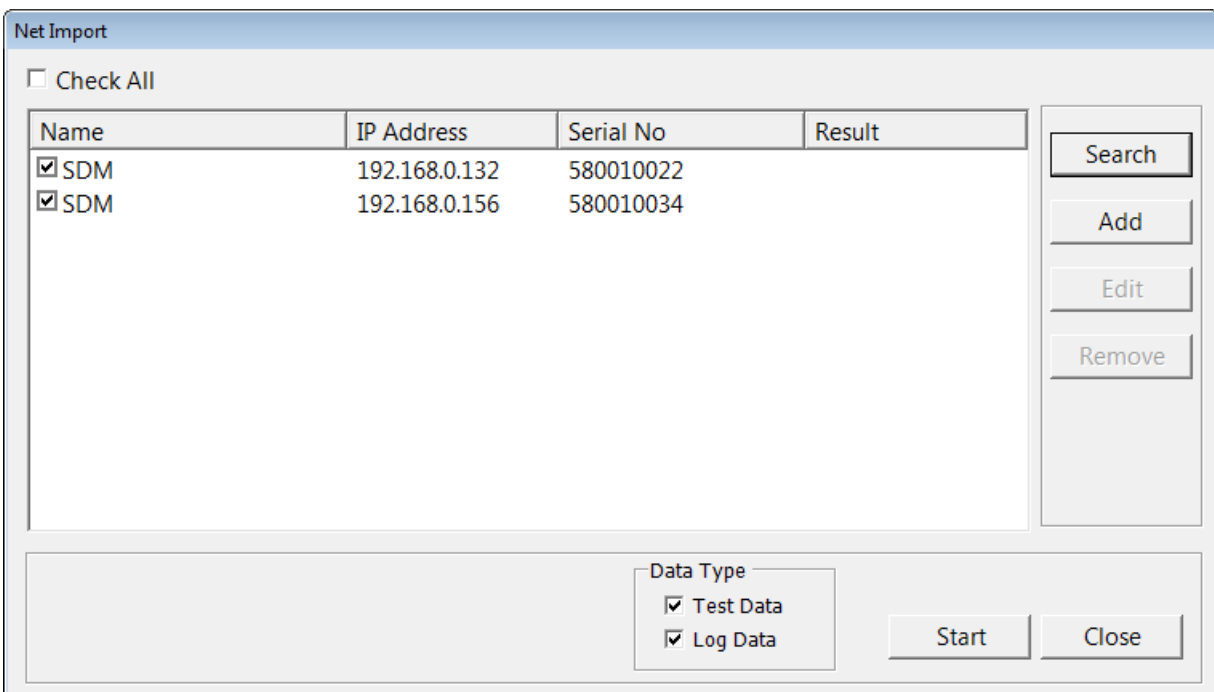 Net Import
Check All
Name IP Address Serial No Result
SDM 192.168.0.132 580010022
SDM 192.168.0.156 580010034
Search
Add
Edit
Remove
Data Type
Test Data
Log Data
Start Close